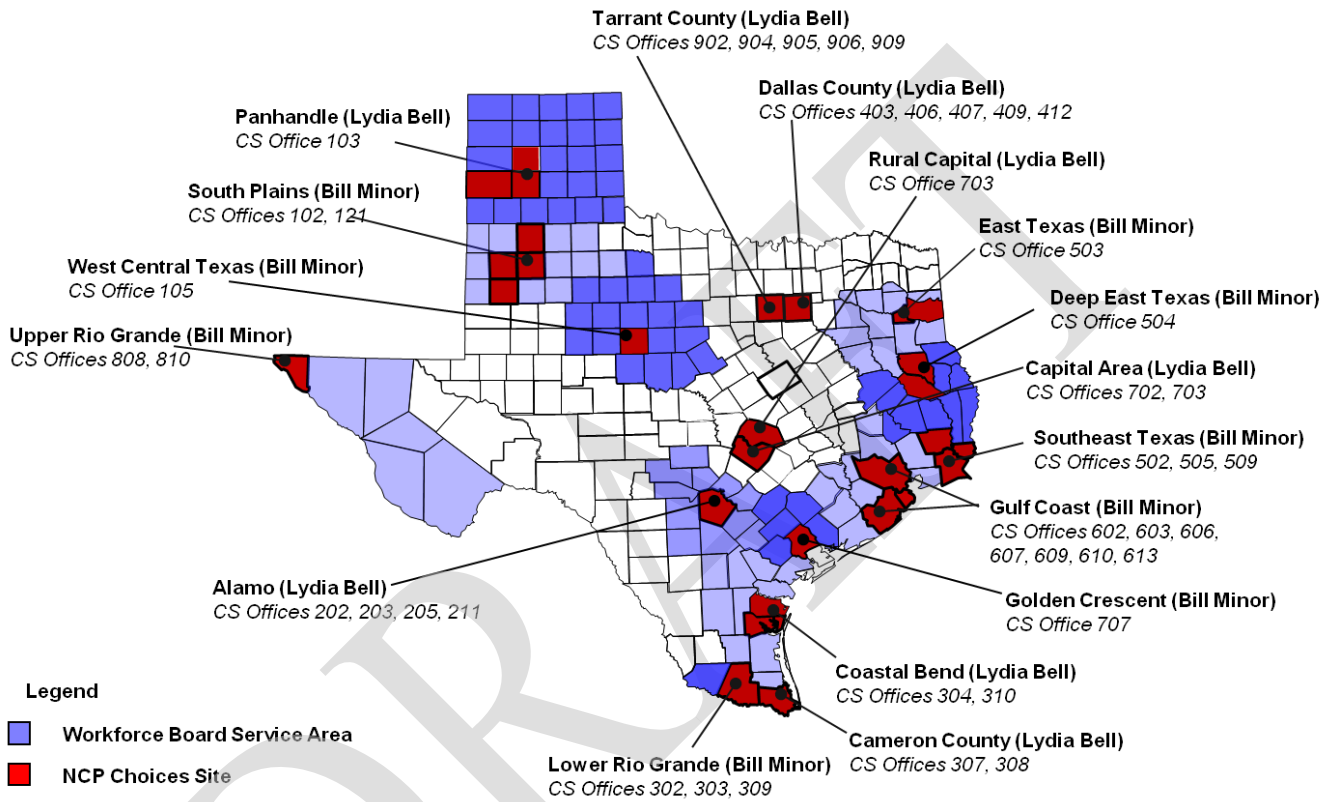 Tarrant County (Lydia Bell)
CS Offices 902, 904, 905, 906, 909
Dallas County (Lydia Bell)
CS Offices 403, 406, 407, 409, 412
Panhandle (Lydia Bell)
CS Office 103
Rural Capital (Lydia Bell)
CS Office 703
South Plains (Bill Minor)
CS Offices 102, 121
East Texas (Bill Minor)
CS Office 503
West Central Texas (Bill Minor)
CS Office 105
Deep East Texas (Bill Minor)
CS Office 504
Upper Rio Grande (Bill Minor)
CS Offices 808, 810
Capital Area (Lydia Bell)
CS Offices 702, 703
Southeast Texas (Bill Minor)
CS Offices 502, 505, 509
Gulf Coast (Bill Minor)
CS Offices 602, 603, 606,
607, 609, 610, 613
Alamo (Lydia Bell)
CS Offices 202, 203, 205, 211
Golden Crescent (Bill Minor)
CS Office 707
Coastal Bend (Lydia Bell)
CS Offices 304, 310
Cameron County (Lydia Bell)
CS Offices 307, 308
Lower Rio Grande (Bill Minor)
CS Offices 302, 303, 309
Legend
Workforce Board Service Area
NCP Choices Site
DRAFT